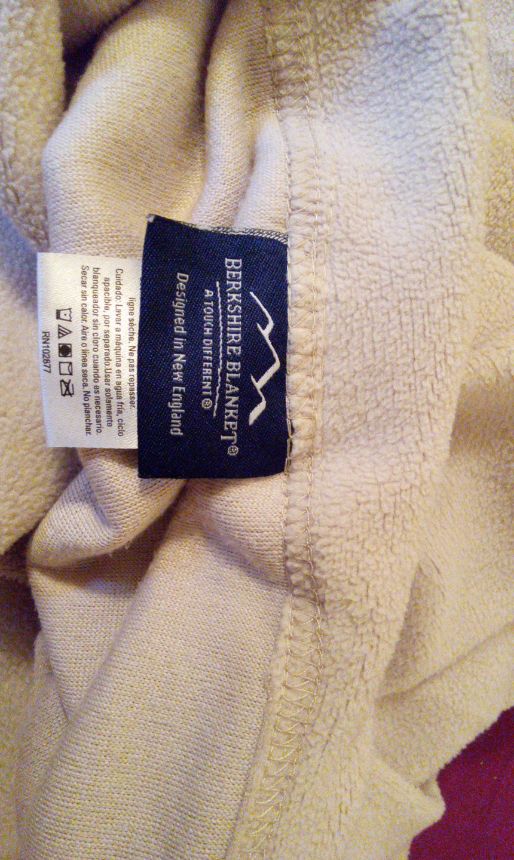 BERKSHIRE BLANKET®
A TOUCH DIFFERENT®
Designed in New England
ligne sèche. Ne pas repasser.
Cuidado: Lavar a máquina en agua fria, ciclo
apacible, por separado.Usar solamente
blanqueador sin cloro cuando es necesario.
Secar sin calor. Aire o linea seca. No planchar.
RN102877